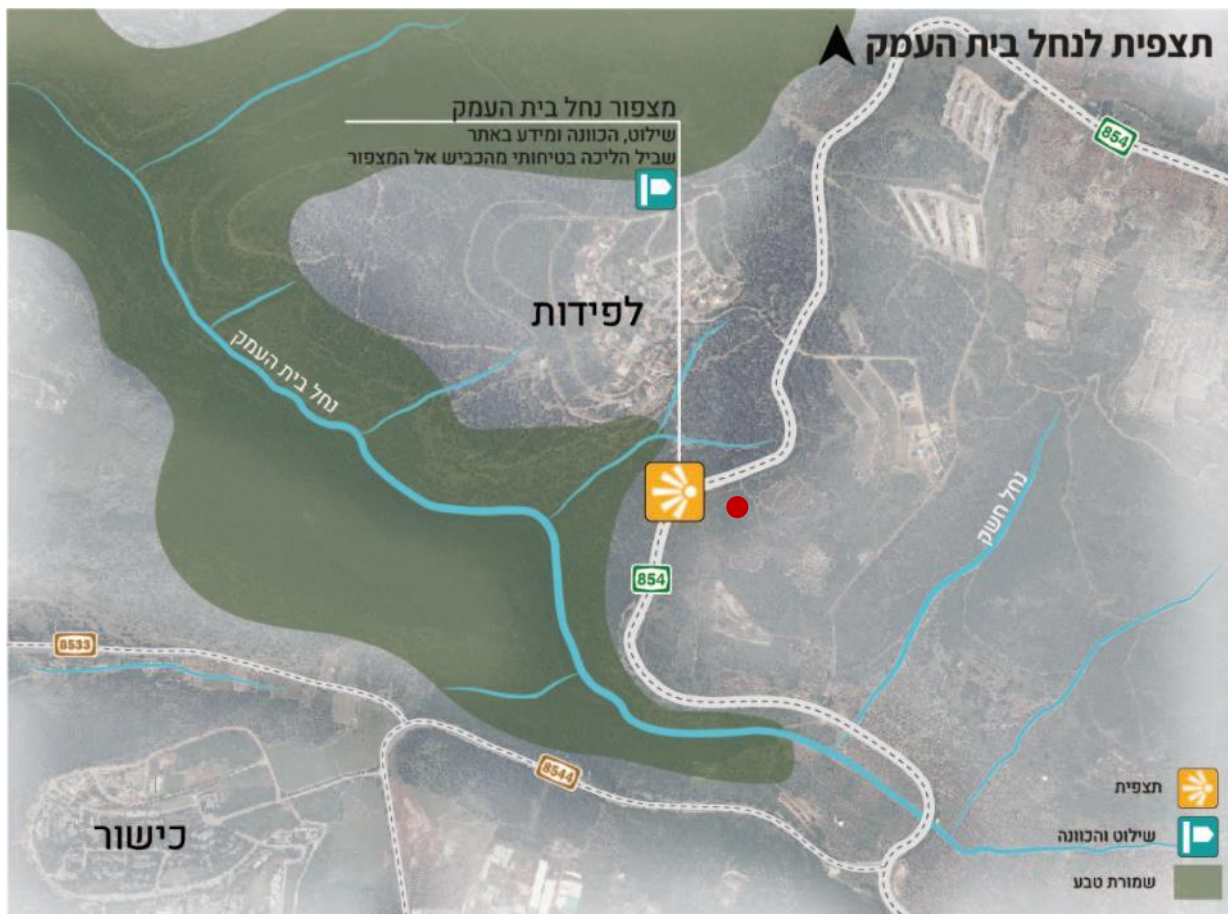 תצפית לנחל בית העמק
854
מצפור נחל בית העמק
שילוט, הכוונה ומידע באתר
שביל הליכה בטיחותי מהכביש אל המצפור
לפידות
נחל בית העמק
נחל חשק
854
8533
8544
כישור
תצפית
שילוט והכוונה
שמורת טבע